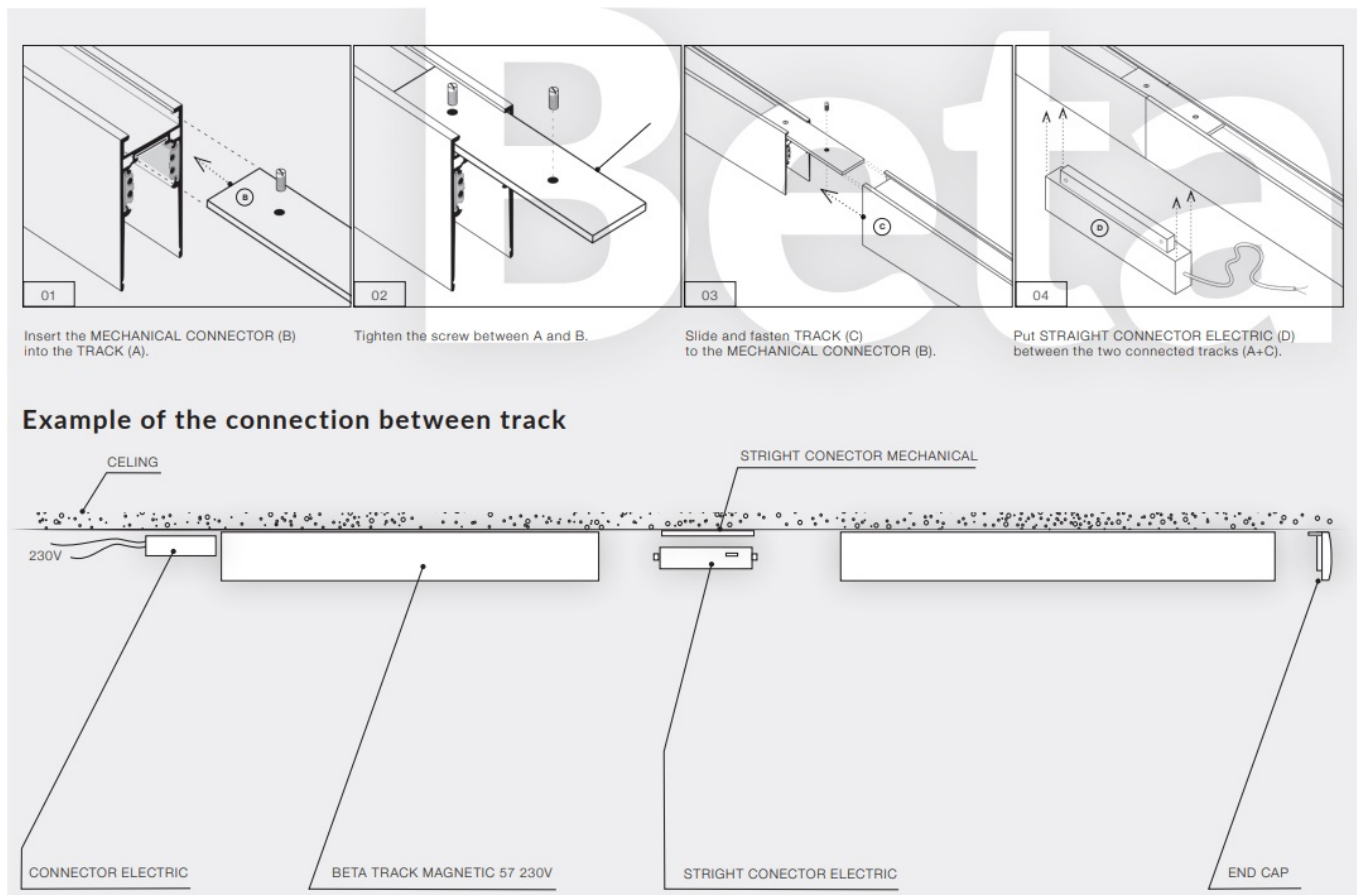 Beta
B
C
D
01
02
03
04
Insert the MECHANICAL CONNECTOR (B)
into the TRACK (A).
Tighten the screw between A and B.
Slide and fasten TRACK (C)
to the MECHANICAL CONNECTOR (B).
Put STRAIGHT CONNECTOR ELECTRIC (D)
between the two connected tracks (A+C).
Example of the connection between track
CELING
STRIGHT CONECTOR MECHANICAL
230V
CONNECTOR ELECTRIC
BETA TRACK MAGNETIC 57 230V
STRIGHT CONECTOR ELECTRIC
END CAP